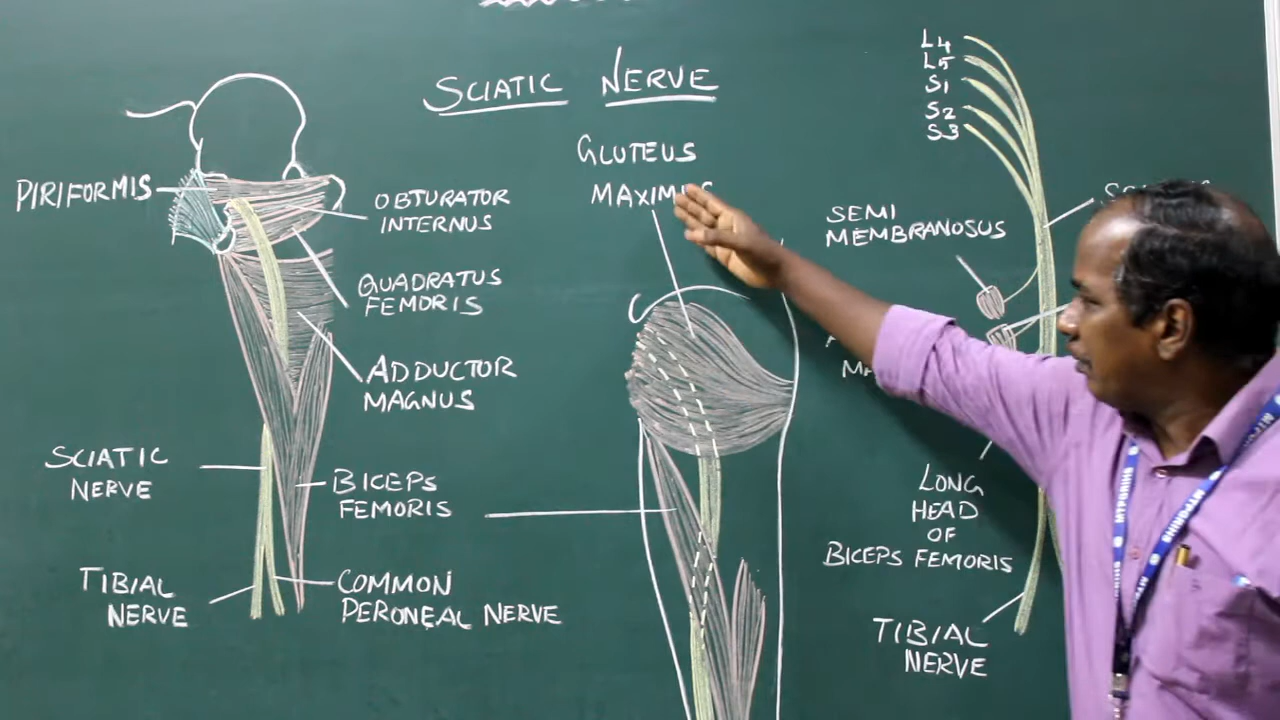 SCIATIC NERVE
PIRIFORMIS
OBTURATOR
INTERNUS
QUADRATUS
FEMORIS
ADDUCTOR
MAGNUS
SCIATIC
NERVE
BICEPS
FEMORIS
TIBIAL
NERVE
COMMON
PERONEAL NERVE
GLUTEUS
MAXIMUS
L4
L5
S1
S2
S3
SEMI
MEMBRANOSUS
LONG
HEAD
OF
BICEPS FEMORIS
TIBIAL
NERVE